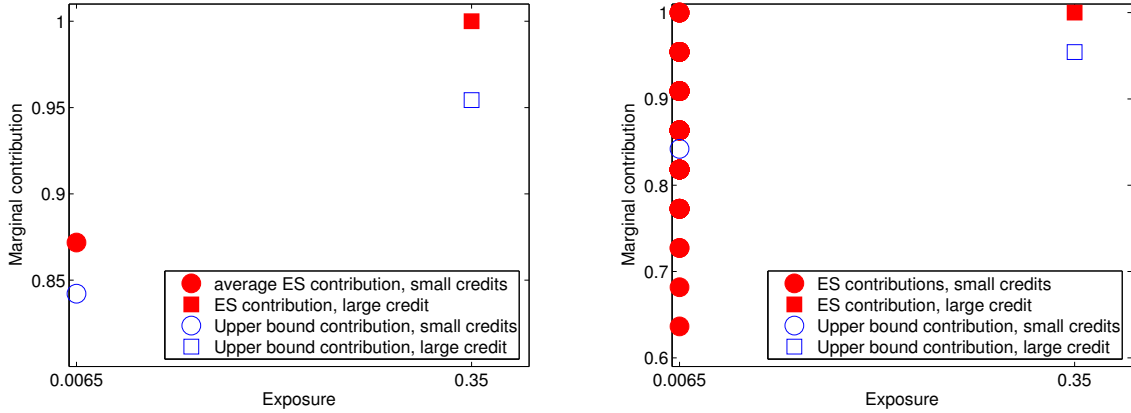 1
0.95
0.9
0.85
Marginal contribution
average ES contribution, small credits
ES contribution, large credit
Upper bound contribution, small credits
Upper bound contribution, large credit
0.0065
0.35
Exposure
1
0.9
0.8
0.7
0.6
Marginal contribution
ES contributions, small credits
ES contribution, large credit
Upper bound contribution, small credits
Upper bound contribution, large credit
0.0065
0.35
Exposure